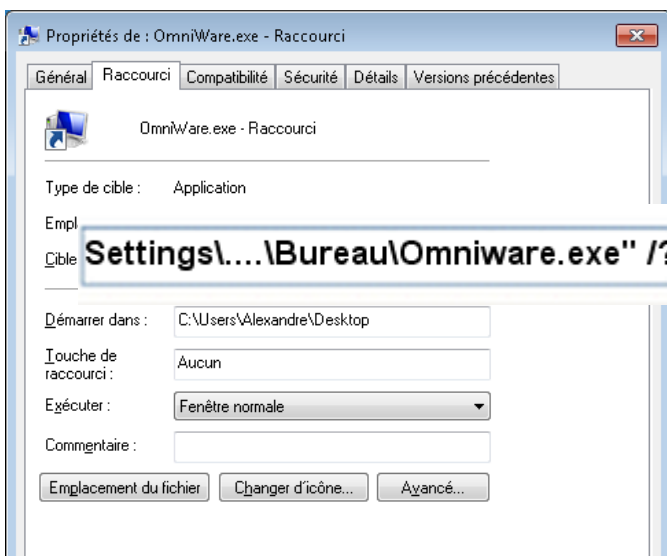 Propriétés de : OmniWare.exe - Raccourci
Général Raccourci Compatibilité Sécurité Détails Versions précédentes
OmniWare.exe - Raccourci
Type de cible : Application
Empl
Cible Settings\....\Bureau\Omniware.exe" /?
Démarrer dans : C:\Users\Alexandre\Desktop
Touche de
raccourci : Aucun
Exécuter : Fenêtre normale
Commentaire :
Emplacement du fichier Changer d'icône... Avancé...